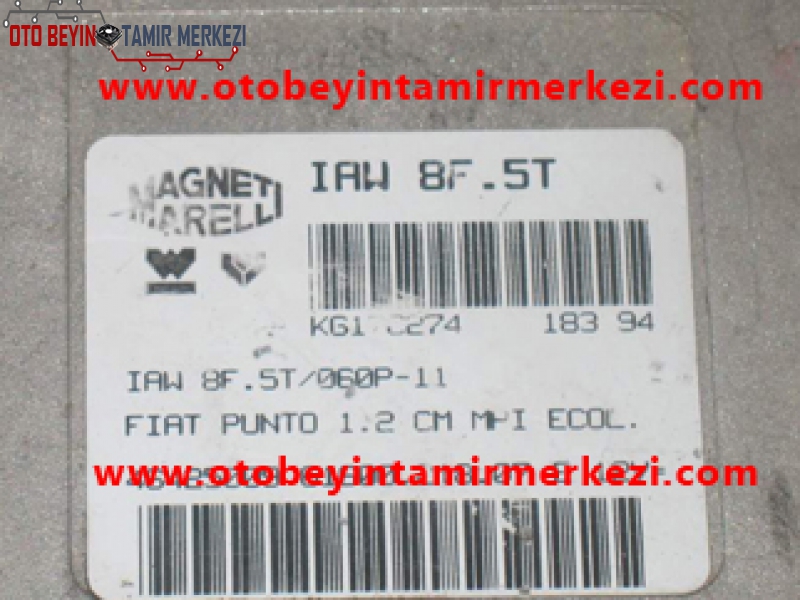 OTO BEYIN TAMIR MERKEZI
www.otobeyintamirmerkezi.com
MAGNETI MARELLI
IAW 8F.5T
183 94
IAW 8F.5T/060P-11
FIAT PUNTO 1.2 CM MPI ECOL.
www.otobeyintamirmerkezi.com